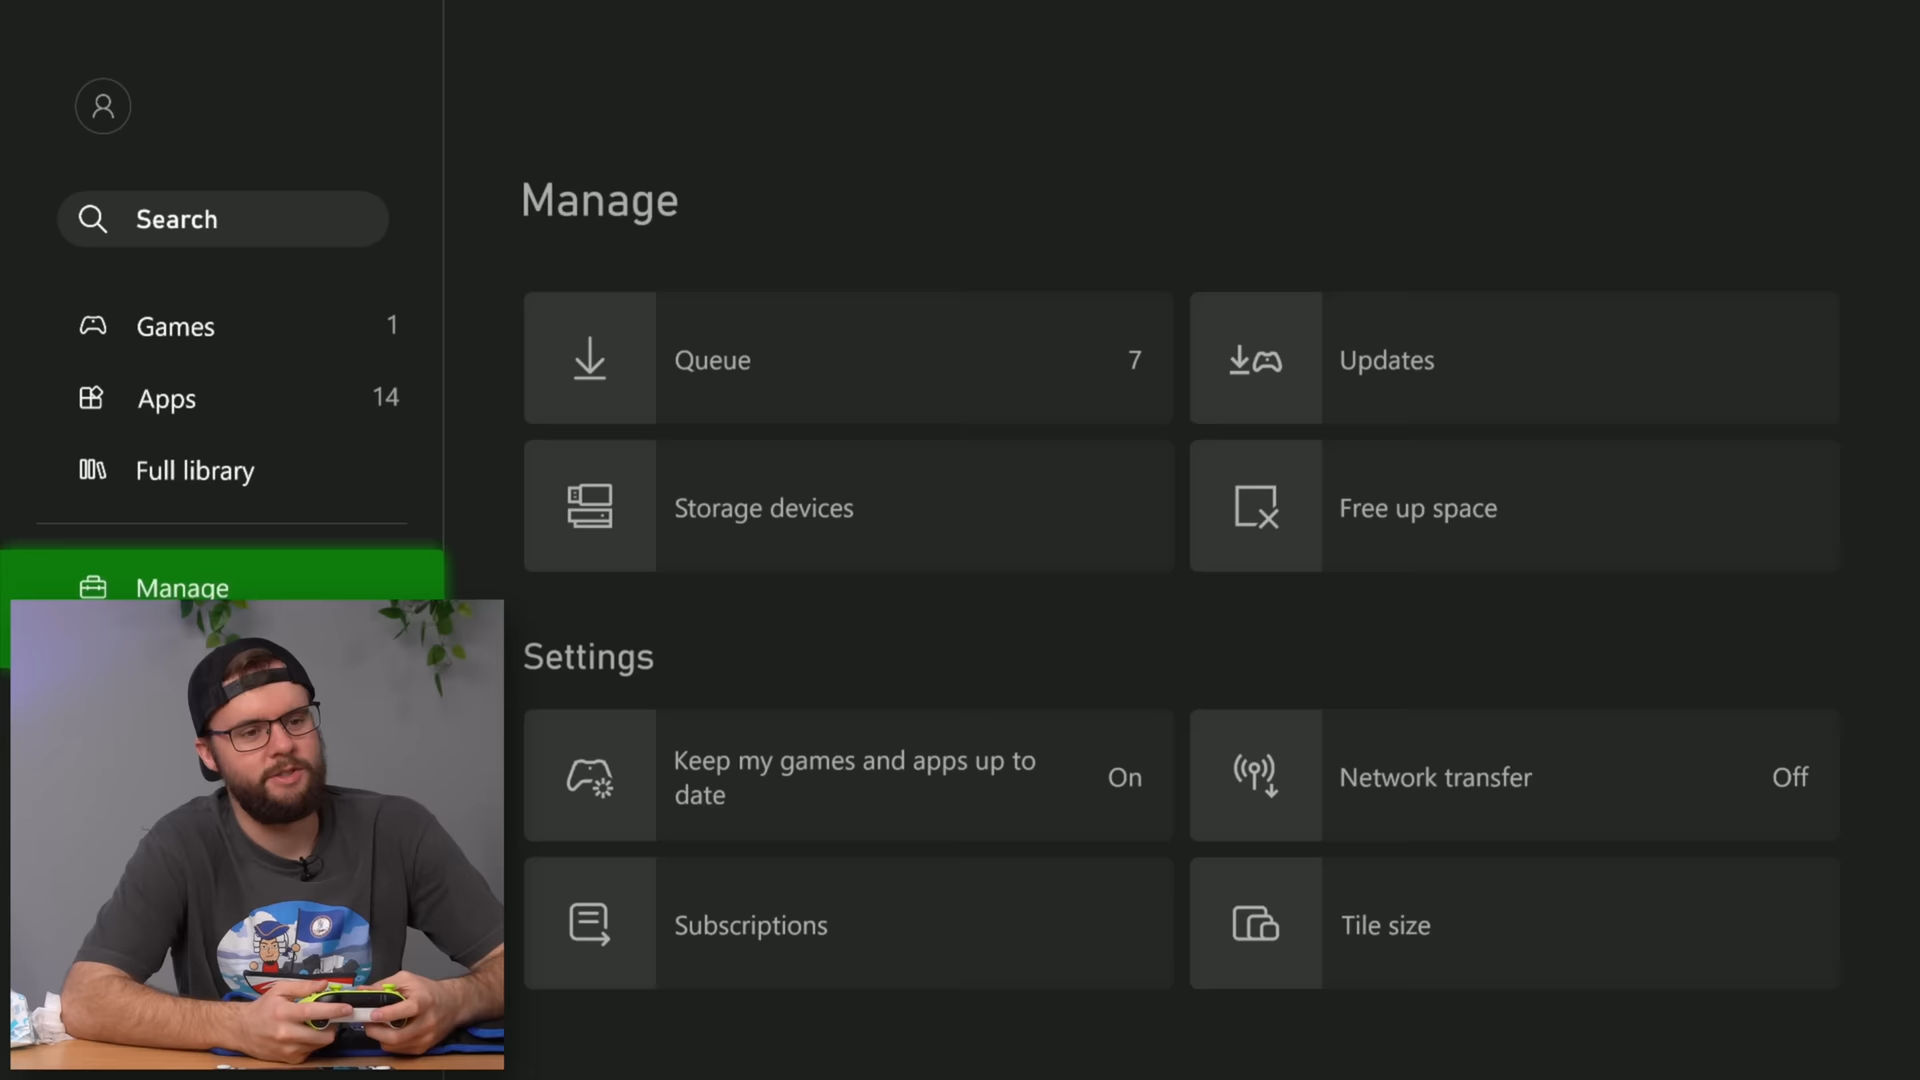 Search
Games 1
Apps 14
Full library
Manage
Manage
Queue 7
Updates
Storage devices
Free up space
Settings
Keep my games and apps up to
date
On
Network transfer Off
Subscriptions
Tile size